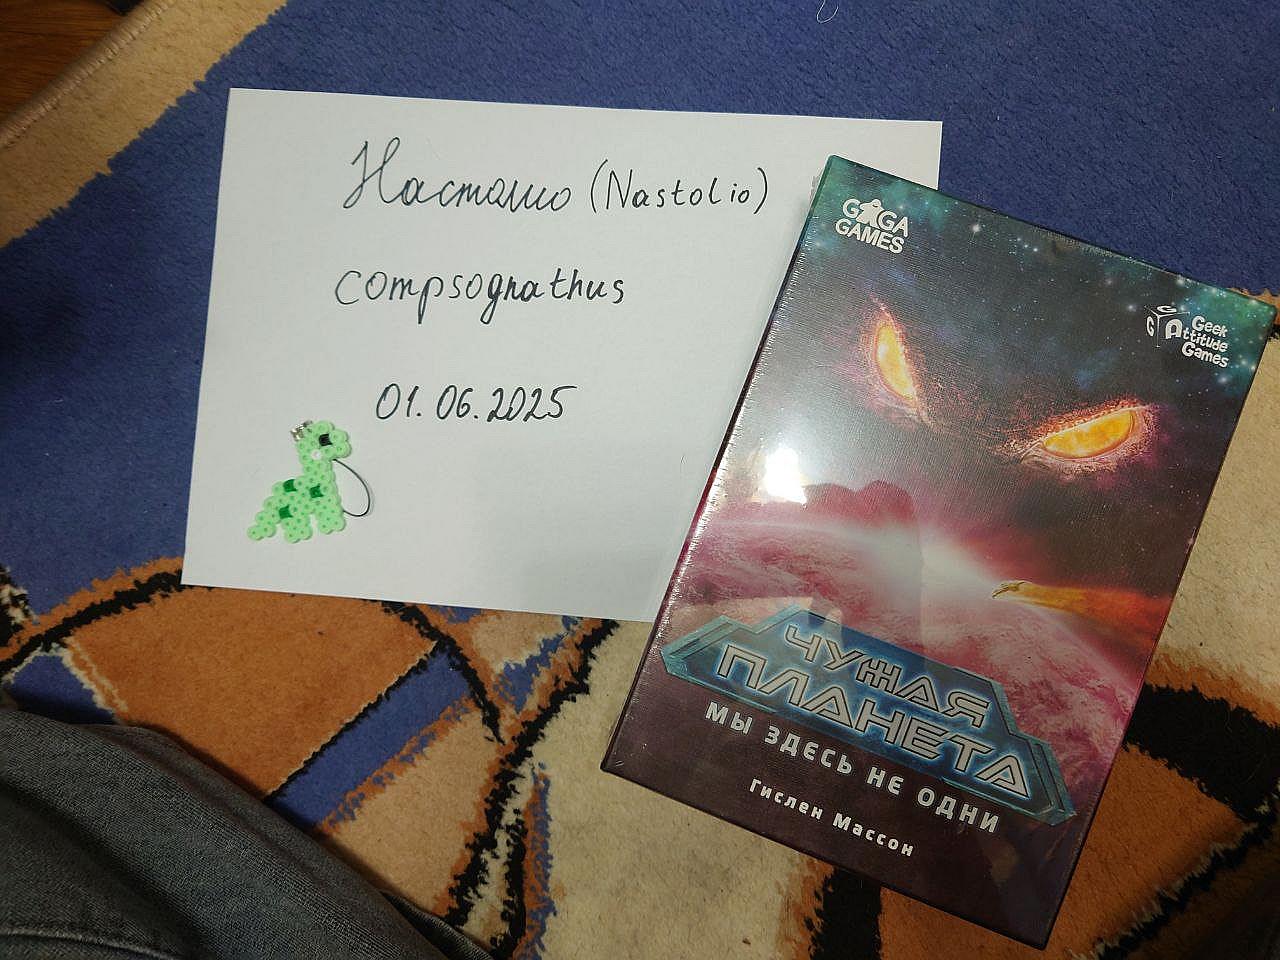 Настолио (Nastolio)
compsognathus
01.06.2025
GAGA
GAMES
Geek
Attitude
Games
ЧУЖАЯ
ПЛАНЕТА
МЫ ЗДЕСЬ НЕ ОДНИ
Гислен Массон